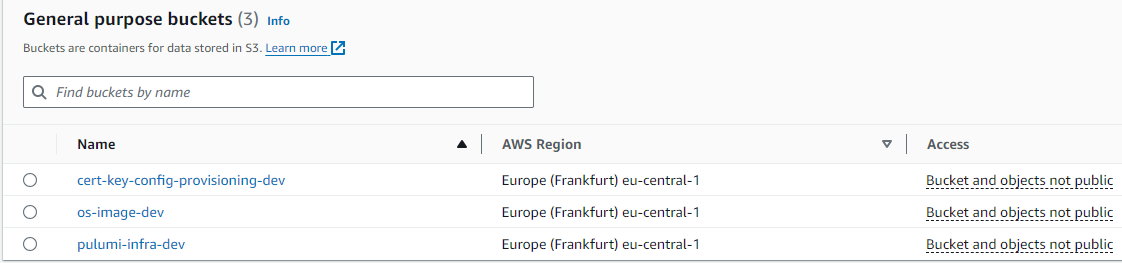 General purpose buckets (3) Info
Buckets are containers for data stored in S3. Learn more
Find buckets by name
Name AWS Region Access
cert-key-config-provisioning-dev Europe (Frankfurt) eu-central-1 Bucket and objects not public
os-image-dev Europe (Frankfurt) eu-central-1 Bucket and objects not public
pulumi-infra-dev Europe (Frankfurt) eu-central-1 Bucket and objects not public